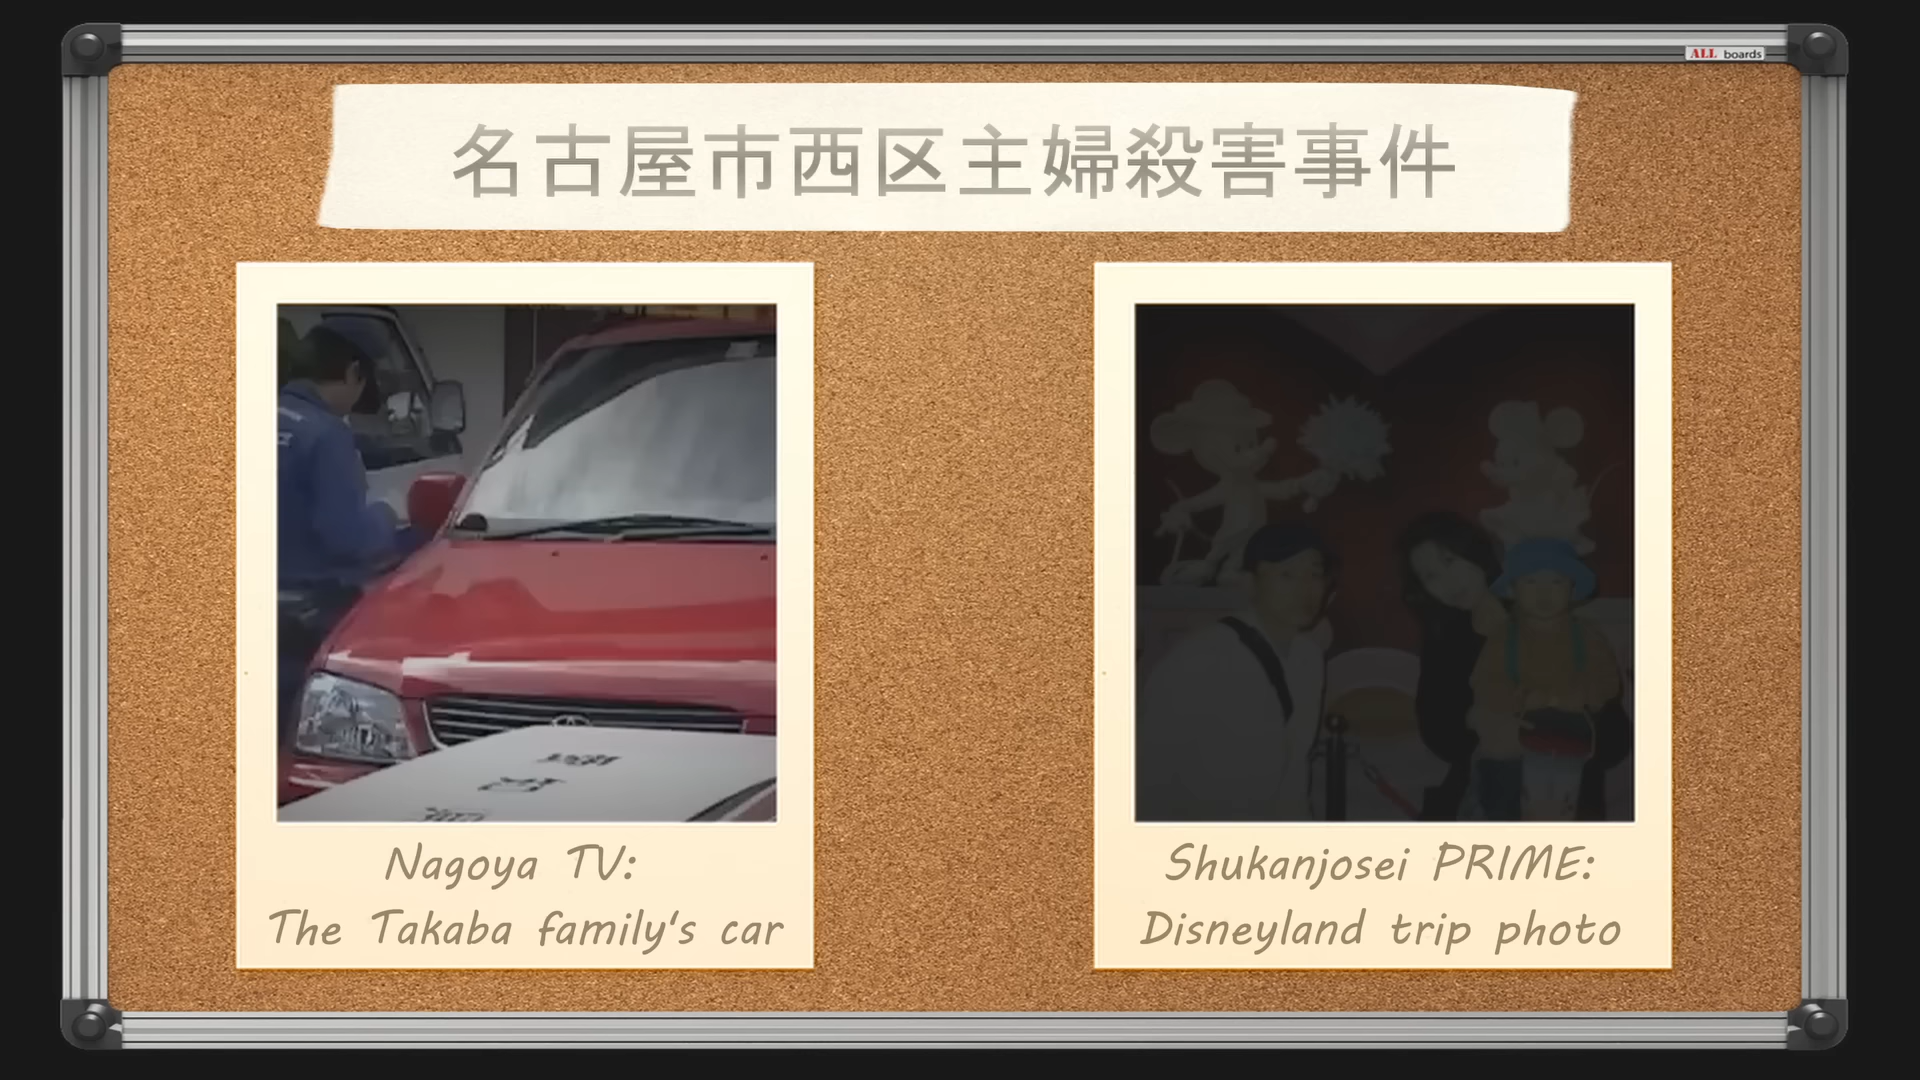 ALL boards
名古屋市西区主婦殺害事件
Nagoya TV:
The Takaba family's car
Shukanjosei PRIME:
Disneyland trip photo